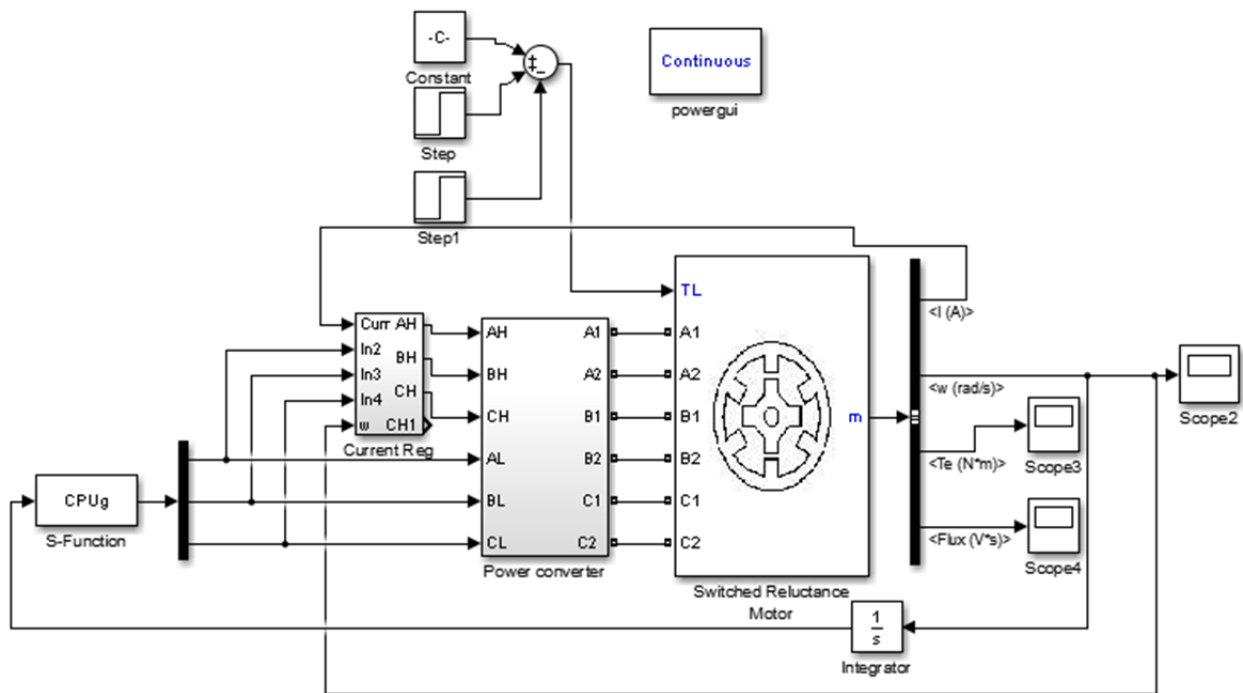 -C-
Constant
Continuous
powergui
Step
Step1
TL
<I (A)>
Curr AH
In2
BH
In3
CH
In4
w CH1
Current Reg
AH A1
BH A2
CH B1
AL B2
BL C1
CL C2
Power converter
A1
A2
B1
m
B2
C1
C2
Switched Reluctance
Motor
<w (rad/s)>
Scope2
<Te (N*m)>
Scope3
<Flux (V*s)>
Scope4
CPUg
S-Function
1
s
Integrator